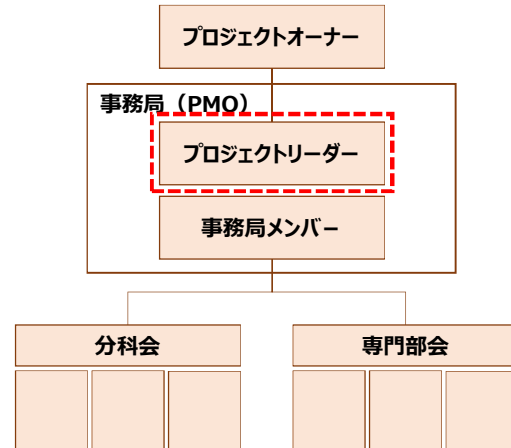 プロジェクトオーナー
事務局（PMO）
プロジェクトリーダー
事務局メンバー
分科会
専門部会